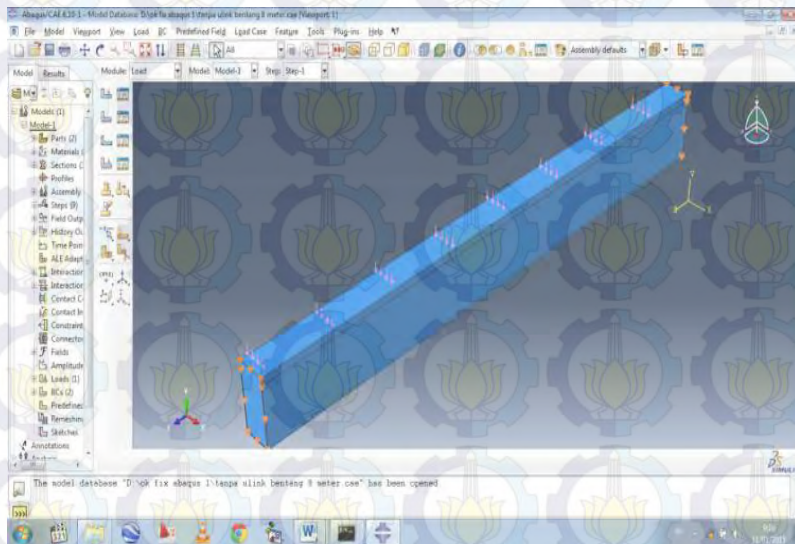 Abaqus/CAE 6.10-1 - Model Database: D:\ok fix abaqus 1\tanpa ulink bentang 8 meter.cae [Viewport: 1]
File Model Viewport View Load BC Predefined Field Load Case Feature Tools Plug-ins Help
All
Assembly defaults
Model Results
Module: Load Model: Model-1 Step: Step-1
Models (1)
Model-1
Parts (2)
Materials (
Sections (
Profiles
Assembly
Steps (9)
Field Outp
History Ou
Time Poin
ALE Adapt
Interaction
Interaction
Contact C
Contact In
Constraint
Connector
Fields
Amplitude
Loads (1)
BCs (2)
Predefined
Remeshing
Sketches
Annotations
The model database "D:\ok fix abaqus 1\tanpa ulink bentang 8 meter.cae" has been opened